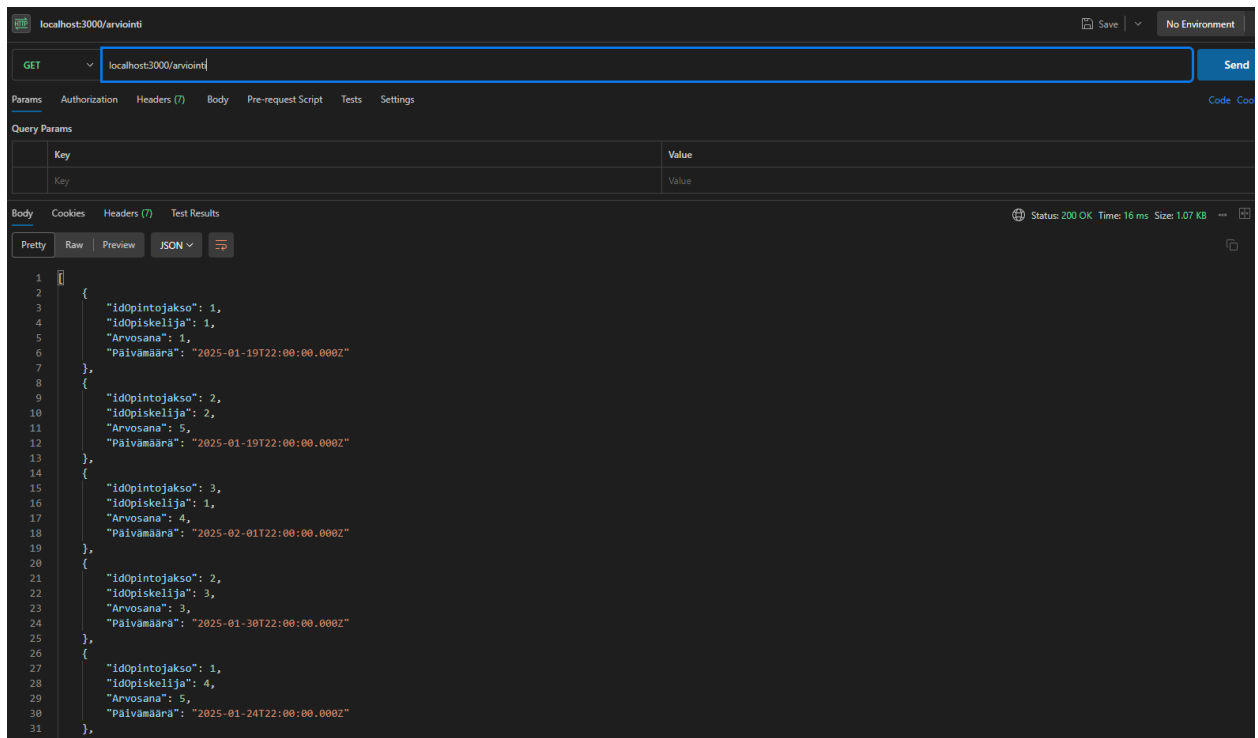 HTTP localhost:3000/arviointi Save No Environment
GET localhost:3000/arviointi Send
Params Authorization Headers (7) Body Pre-request Script Tests Settings Code Cook
Query Params
Key Value
Key Value
Body Cookies Headers (7) Test Results Status: 200 OK Time: 16 ms Size: 1.07 KB
Pretty Raw Preview JSON
1 [
2 {
3 "idOpintojakso": 1,
4 "idOpiskelija": 1,
5 "Arvosana": 1,
6 "Päivämäärä": "2025-01-19T22:00:00.000Z"
7 },
8 {
9 "idOpintojakso": 2,
10 "idOpiskelija": 2,
11 "Arvosana": 5,
12 "Päivämäärä": "2025-01-19T22:00:00.000Z"
13 },
14 {
15 "idOpintojakso": 3,
16 "idOpiskelija": 1,
17 "Arvosana": 4,
18 "Päivämäärä": "2025-02-01T22:00:00.000Z"
19 },
20 {
21 "idOpintojakso": 2,
22 "idOpiskelija": 3,
23 "Arvosana": 3,
24 "Päivämäärä": "2025-01-30T22:00:00.000Z"
25 },
26 {
27 "idOpintojakso": 1,
28 "idOpiskelija": 4,
29 "Arvosana": 5,
30 "Päivämäärä": "2025-01-24T22:00:00.000Z"
31 },